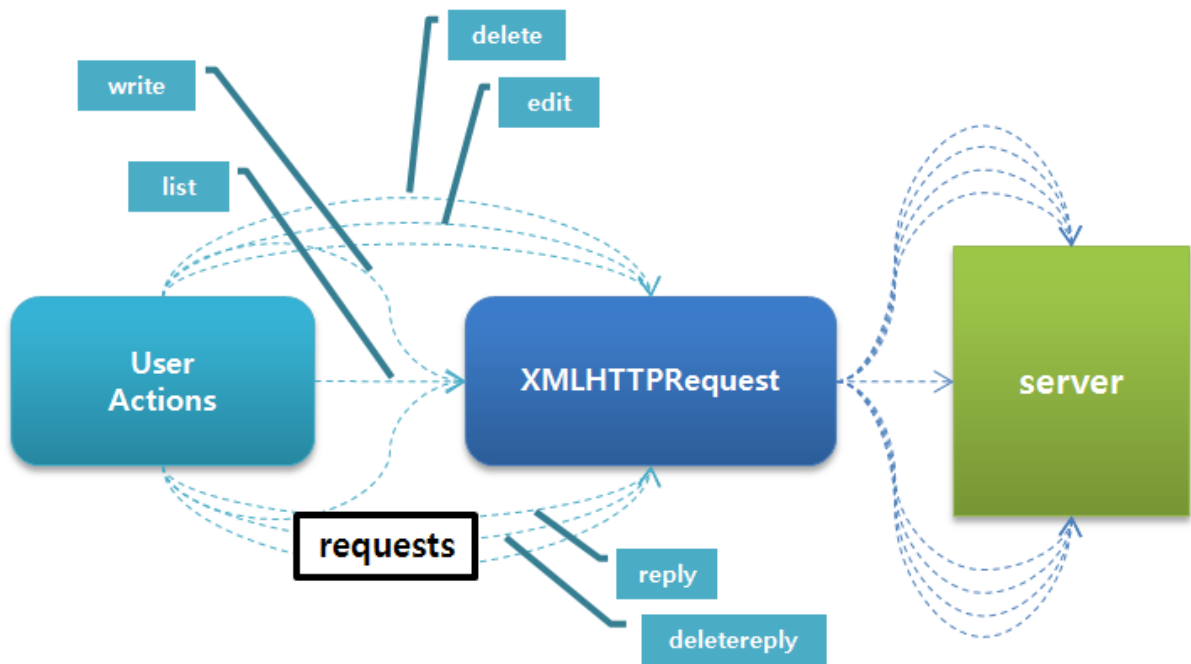 delete
write
edit
list
User
Actions
XMLHTTPRequest
server
requests
reply
deletereply